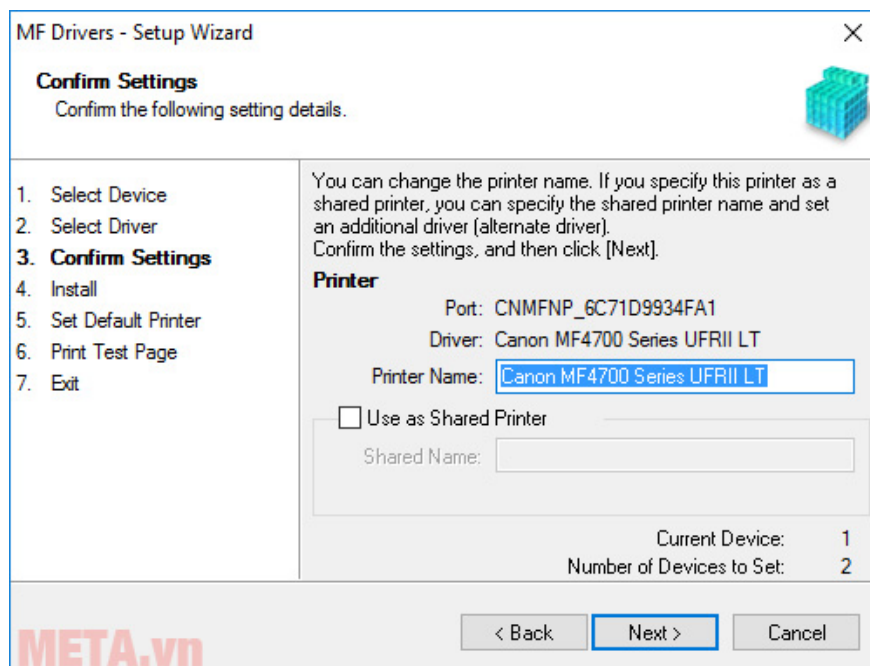 MF Drivers - Setup Wizard
Confirm Settings
Confirm the following setting details.
1. Select Device
2. Select Driver
3. Confirm Settings
4. Install
5. Set Default Printer
6. Print Test Page
7. Exit
You can change the printer name. If you specify this printer as a
shared printer, you can specify the shared printer name and set
an additional driver (alternate driver).
Confirm the settings, and then click [Next].
Printer
Port: CNMFNP_6C71D9934FA1
Driver: Canon MF4700 Series UFRII LT
Printer Name: Canon MF4700 Series UFRII LT
Use as Shared Printer
Shared Name:
Current Device: 1
Number of Devices to Set: 2
< Back Next > Cancel
META.vn